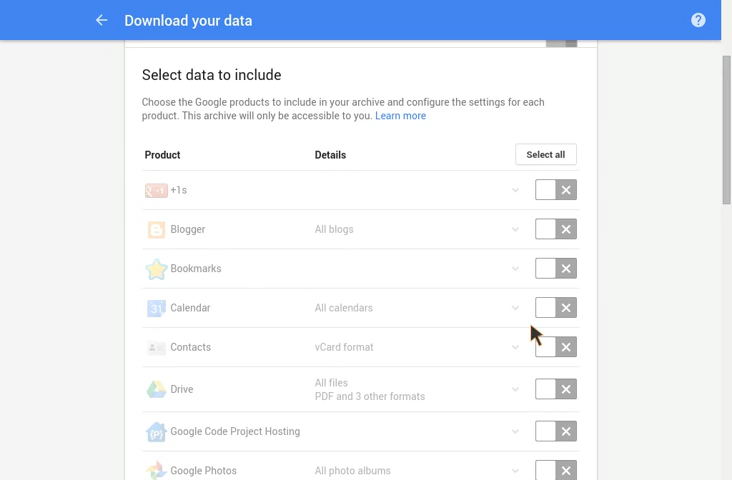 Download your data
Select data to include
Choose the Google products to include in your archive and configure the settings for each
product. This archive will only be accessible to you. Learn more
Product Details Select all
+1s
Blogger All blogs
Bookmarks
Calendar All calendars
Contacts vCard format
Drive All files
PDF and 3 other formats
Google Code Project Hosting
Google Photos All photo albums